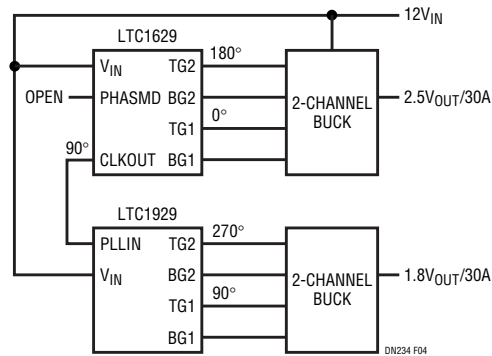 12V_IN
LTC1629
V_IN
TG2
180°
OPEN
PHASMD
BG2
2-CHANNEL
BUCK
2.5V_OUT/30A
TG1
0°
90°
CLKOUT
BG1
LTC1929
PLLIN
TG2
270°
V_IN
BG2
2-CHANNEL
BUCK
1.8V_OUT/30A
TG1
90°
BG1
DN234 F04